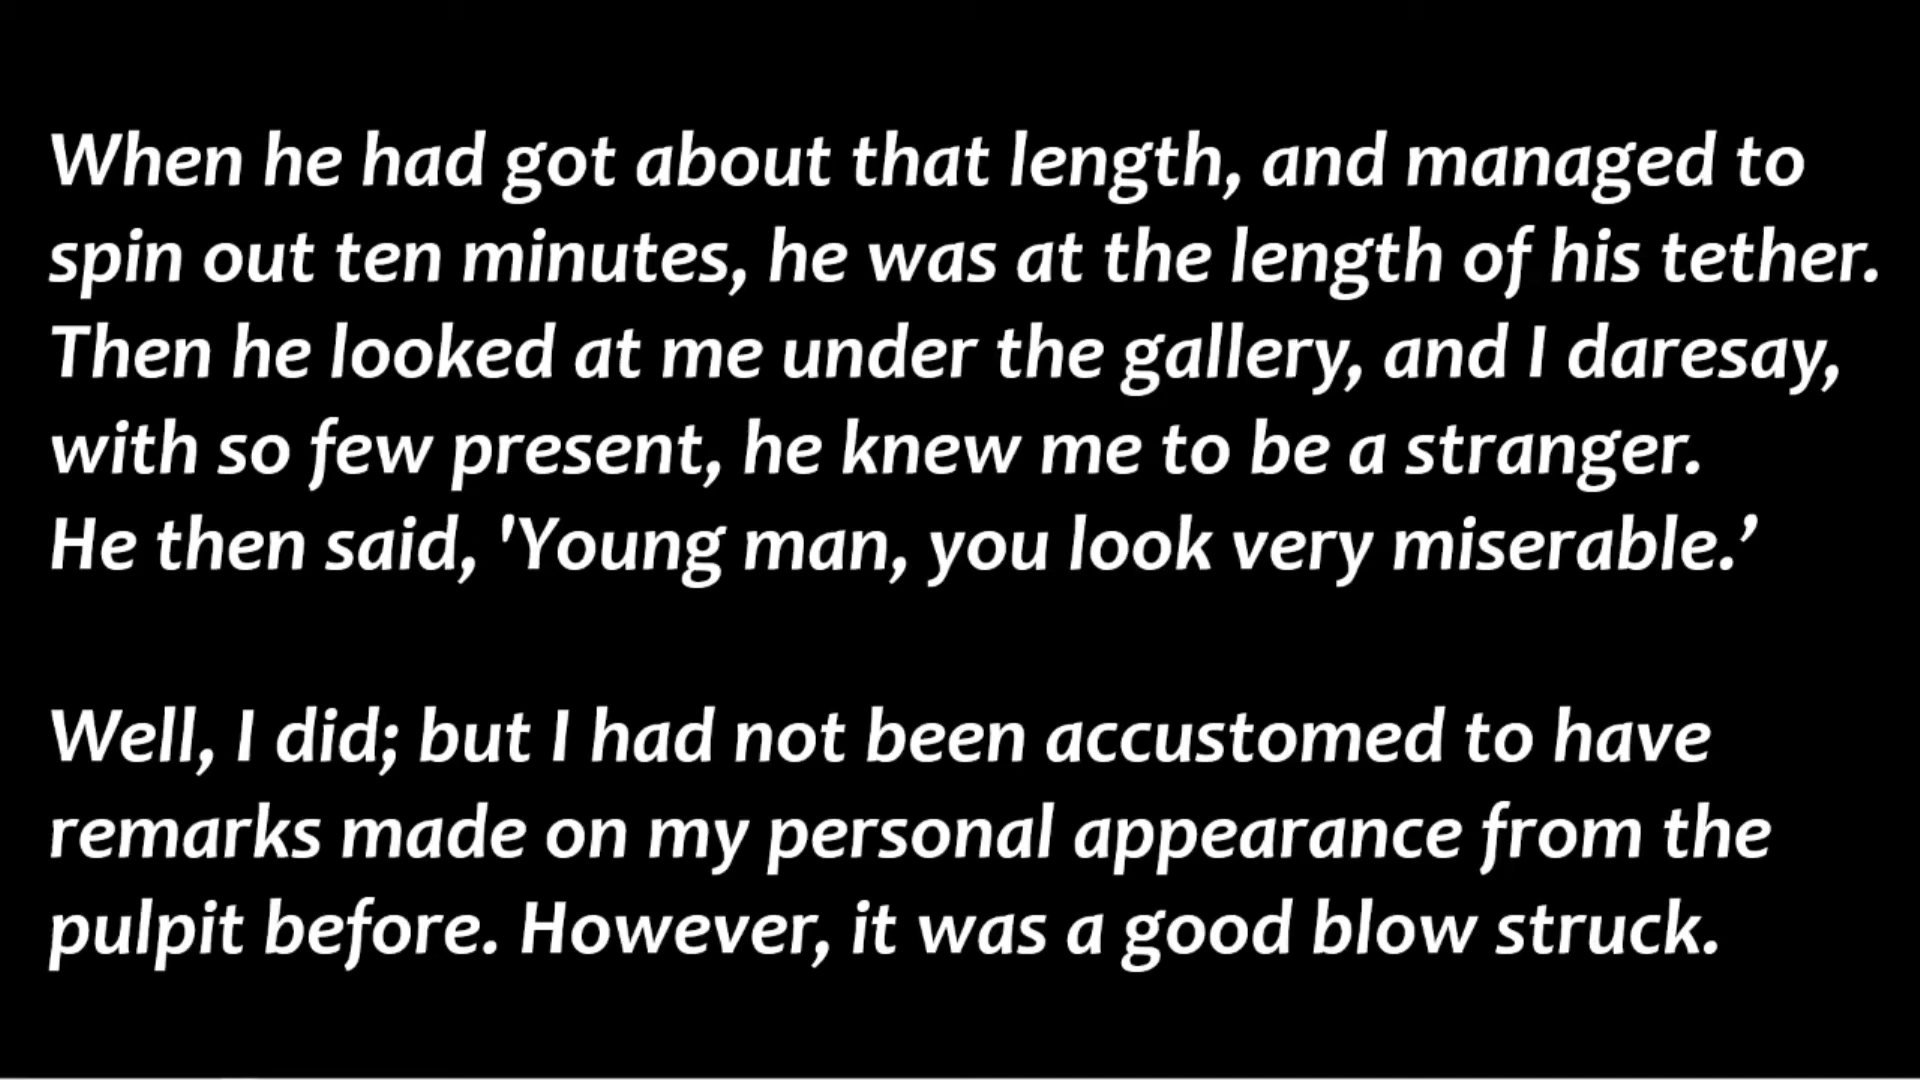 When he had got about that length, and managed to
spin out ten minutes, he was at the length of his tether.
Then he looked at me under the gallery, and I daresay,
with so few present, he knew me to be a stranger.
He then said, 'Young man, you look very miserable.’
Well, I did; but I had not been accustomed to have
remarks made on my personal appearance from the
pulpit before. However, it was a good blow struck.